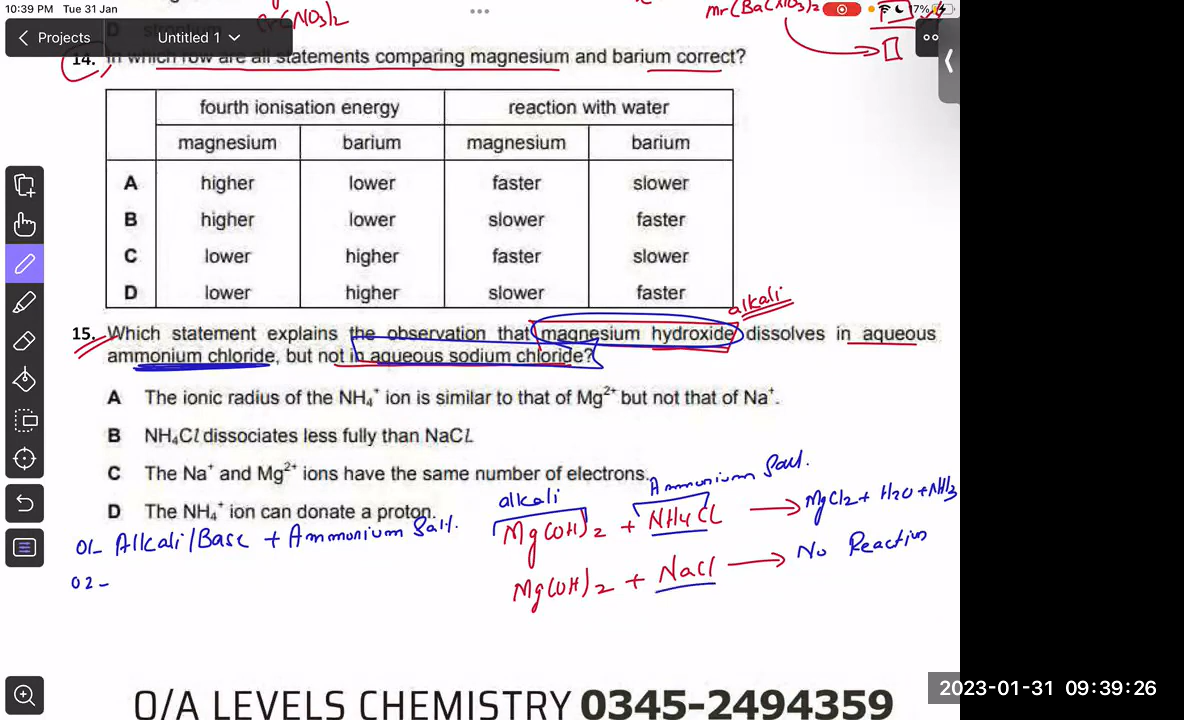 10:39 PM Tue 31 Jan
17%
(NO3)2
Mr(Ba(NO3)2
Projects
Untitled 1
14. In which row are all statements comparing magnesium and barium correct?
fourth ionisation energy reaction with water
magnesium barium magnesium barium
A higher lower faster slower
B higher lower slower faster
C lower higher faster slower
D lower higher slower faster
alkali
15. Which statement explains the observation that magnesium hydroxide dissolves in aqueous
ammonium chloride, but not in aqueous sodium chloride?
A The ionic radius of the NH4+ ion is similar to that of Mg2+ but not that of Na+.
B NH4Cl dissociates less fully than NaCl.
C The Na+ and Mg2+ ions have the same number of electrons.
D The NH4+ ion can donate a proton.
alkali Ammonium Salt.
Mg(OH)2 + NH4Cl → MgCl2 + H2O + NH3
01- Alkali/Base + Ammonium Salt.
Mg(OH)2 + NaCl → No Reaction
02-
O/A LEVELS CHEMISTRY 0345-2494359
2023-01-31 09:39:26